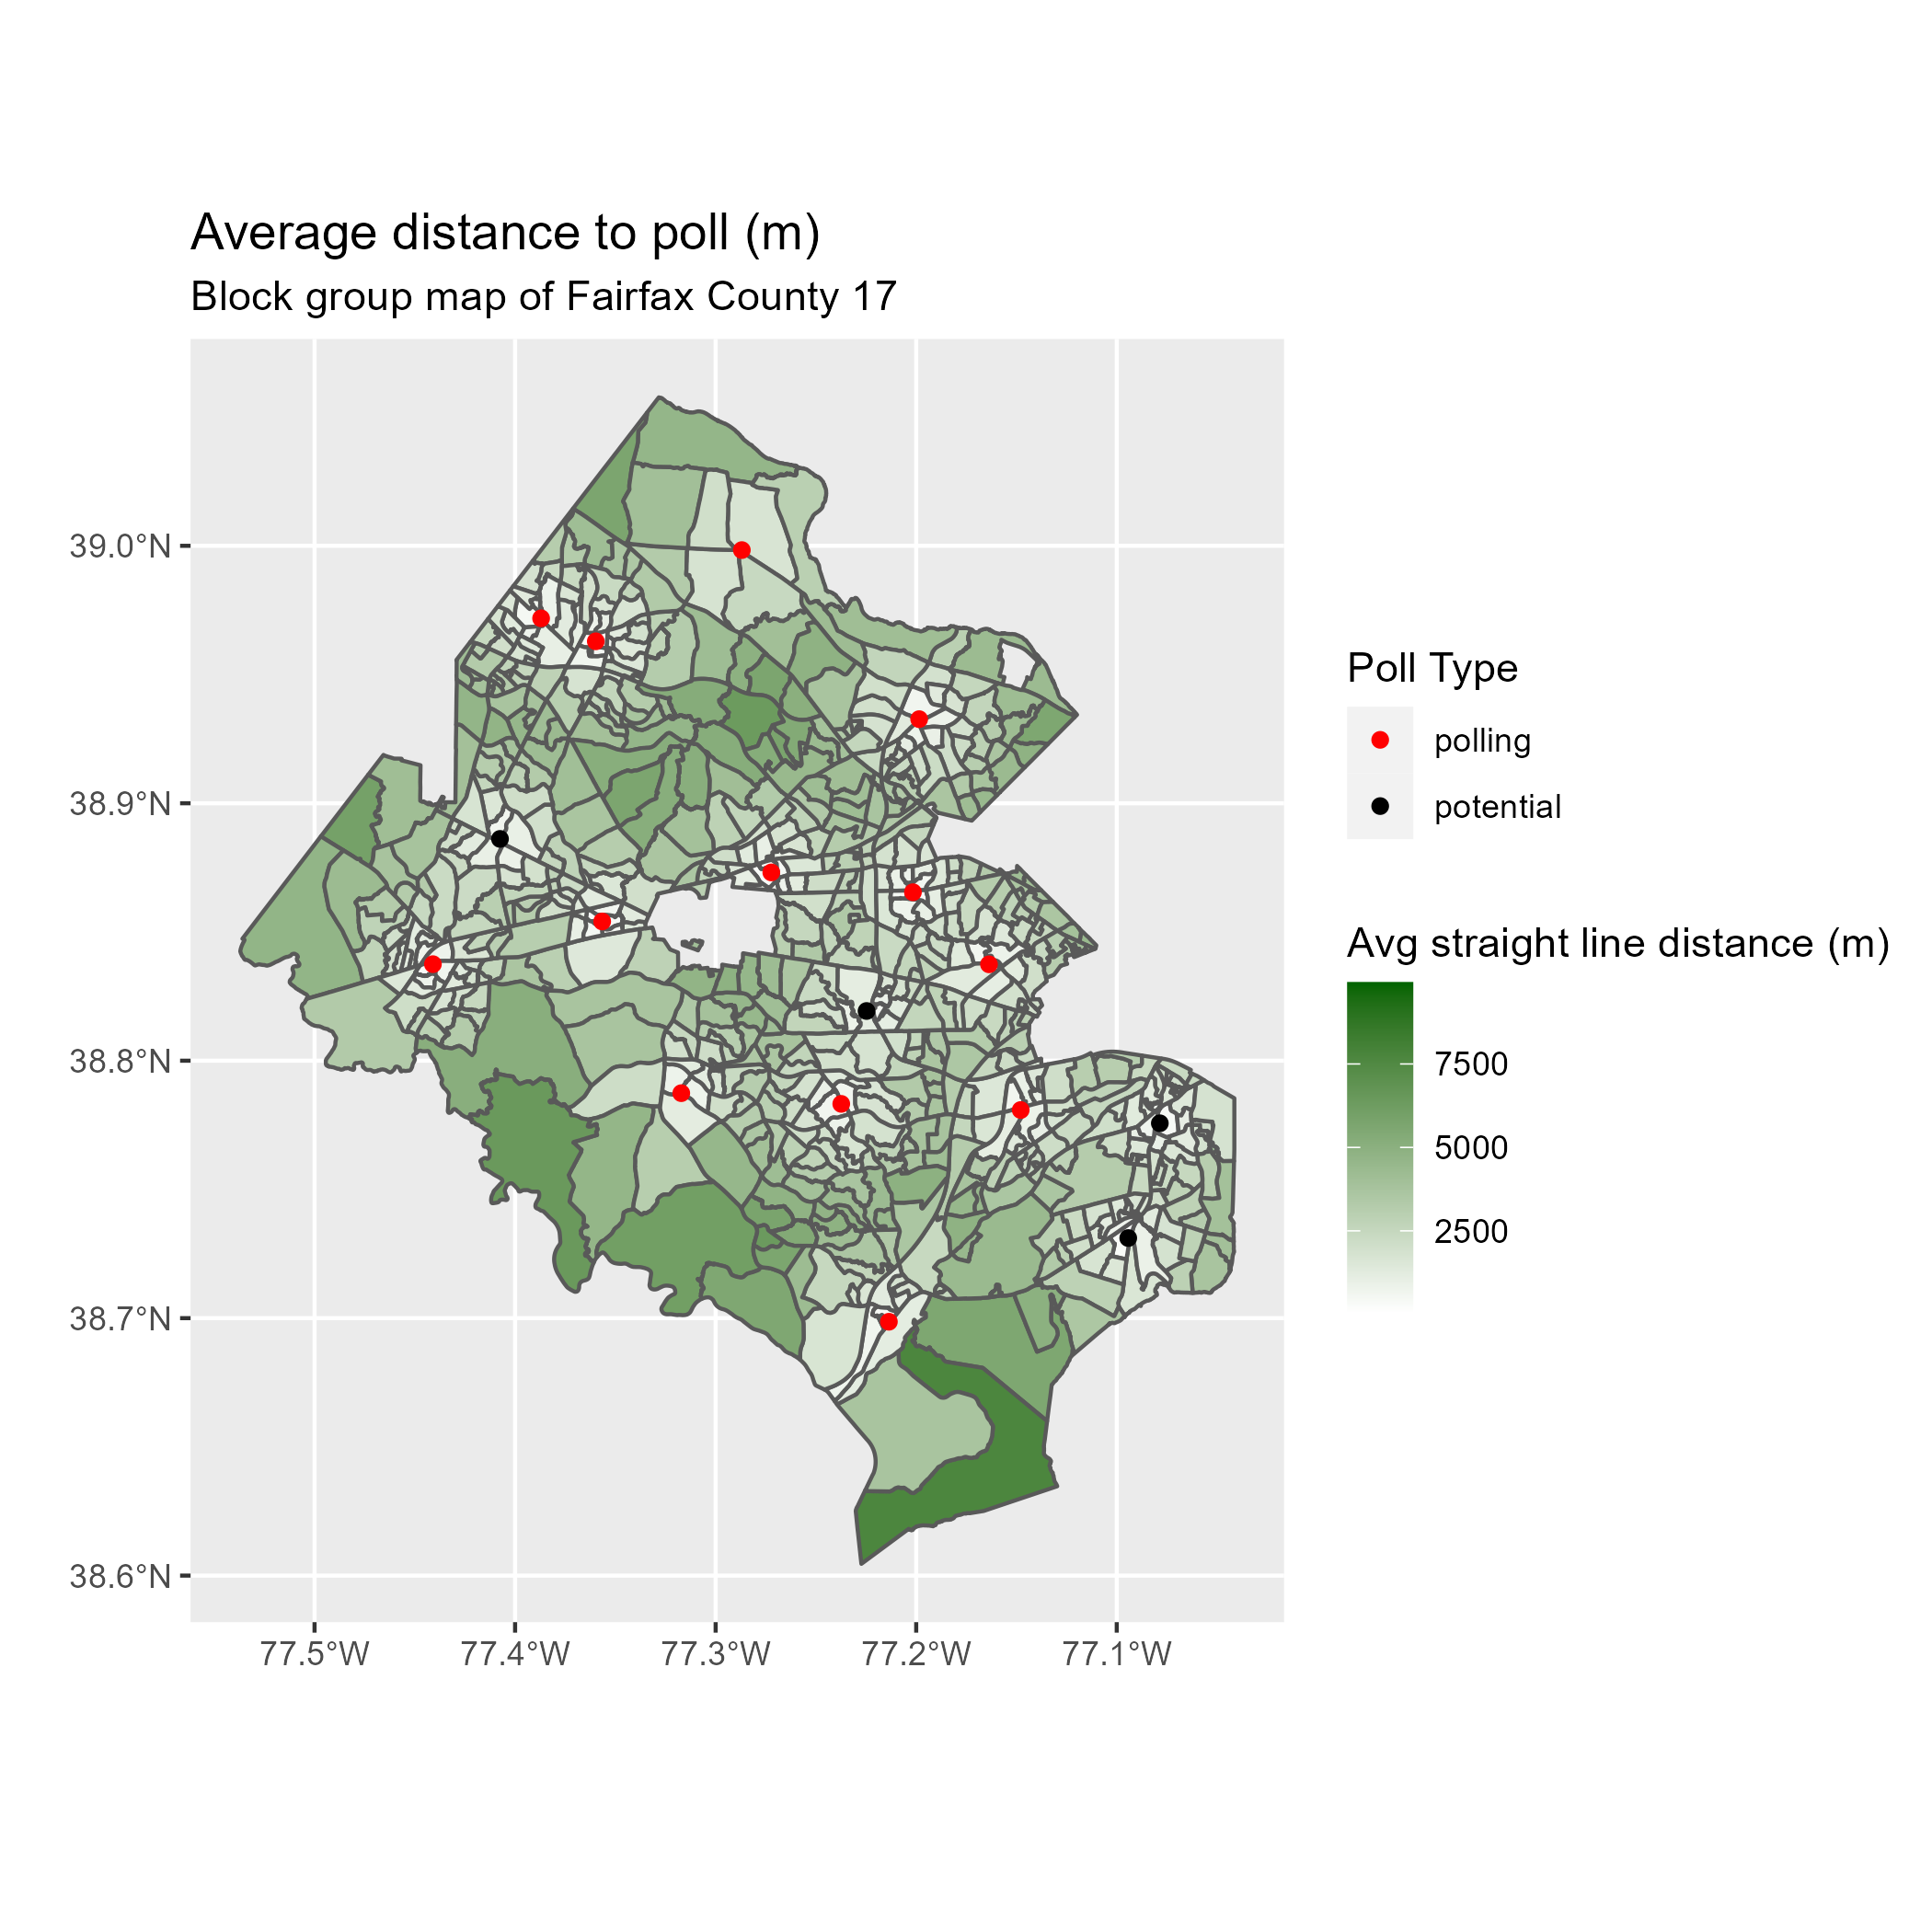 Average distance to poll (m)
Block group map of Fairfax County 17
39.0°N
38.9°N
38.8°N
38.7°N
38.6°N
77.5°W
77.4°W
77.3°W
77.2°W
77.1°W
Poll Type
polling
potential
Avg straight line distance (m)
7500
5000
2500